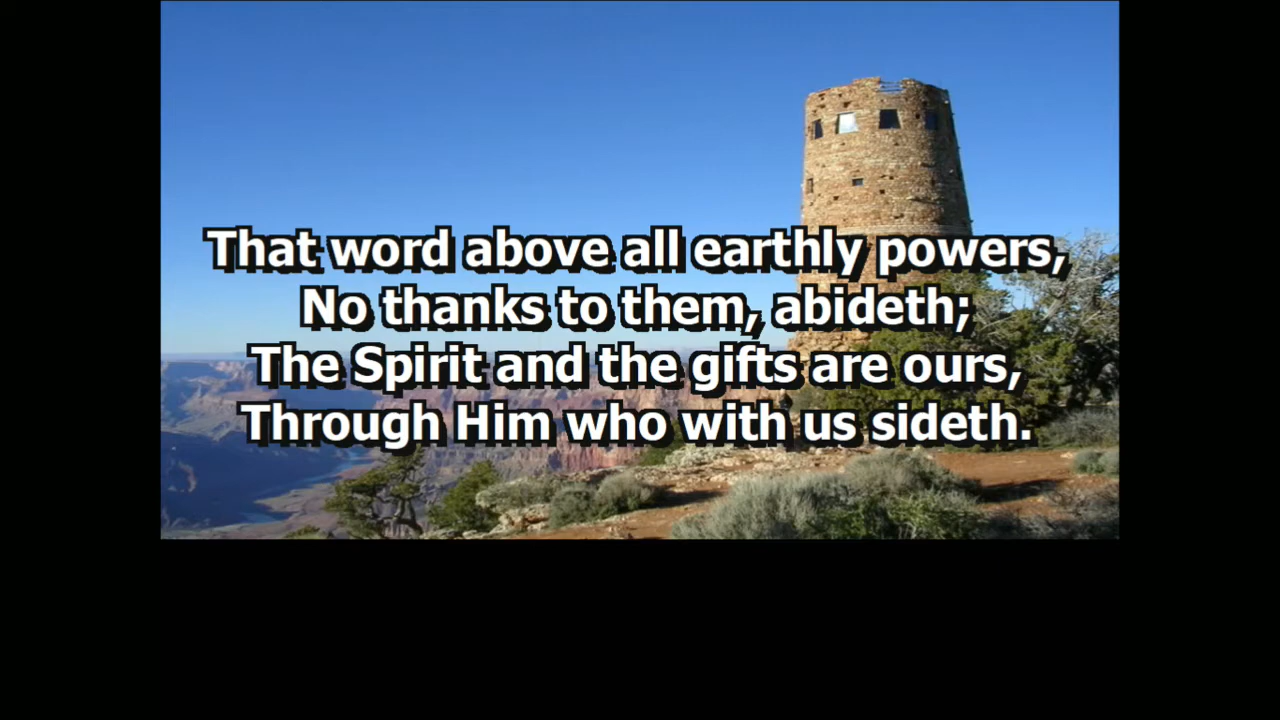 That word above all earthly powers,
No thanks to them, abideth;
The Spirit and the gifts are ours,
Through Him who with us sideth.